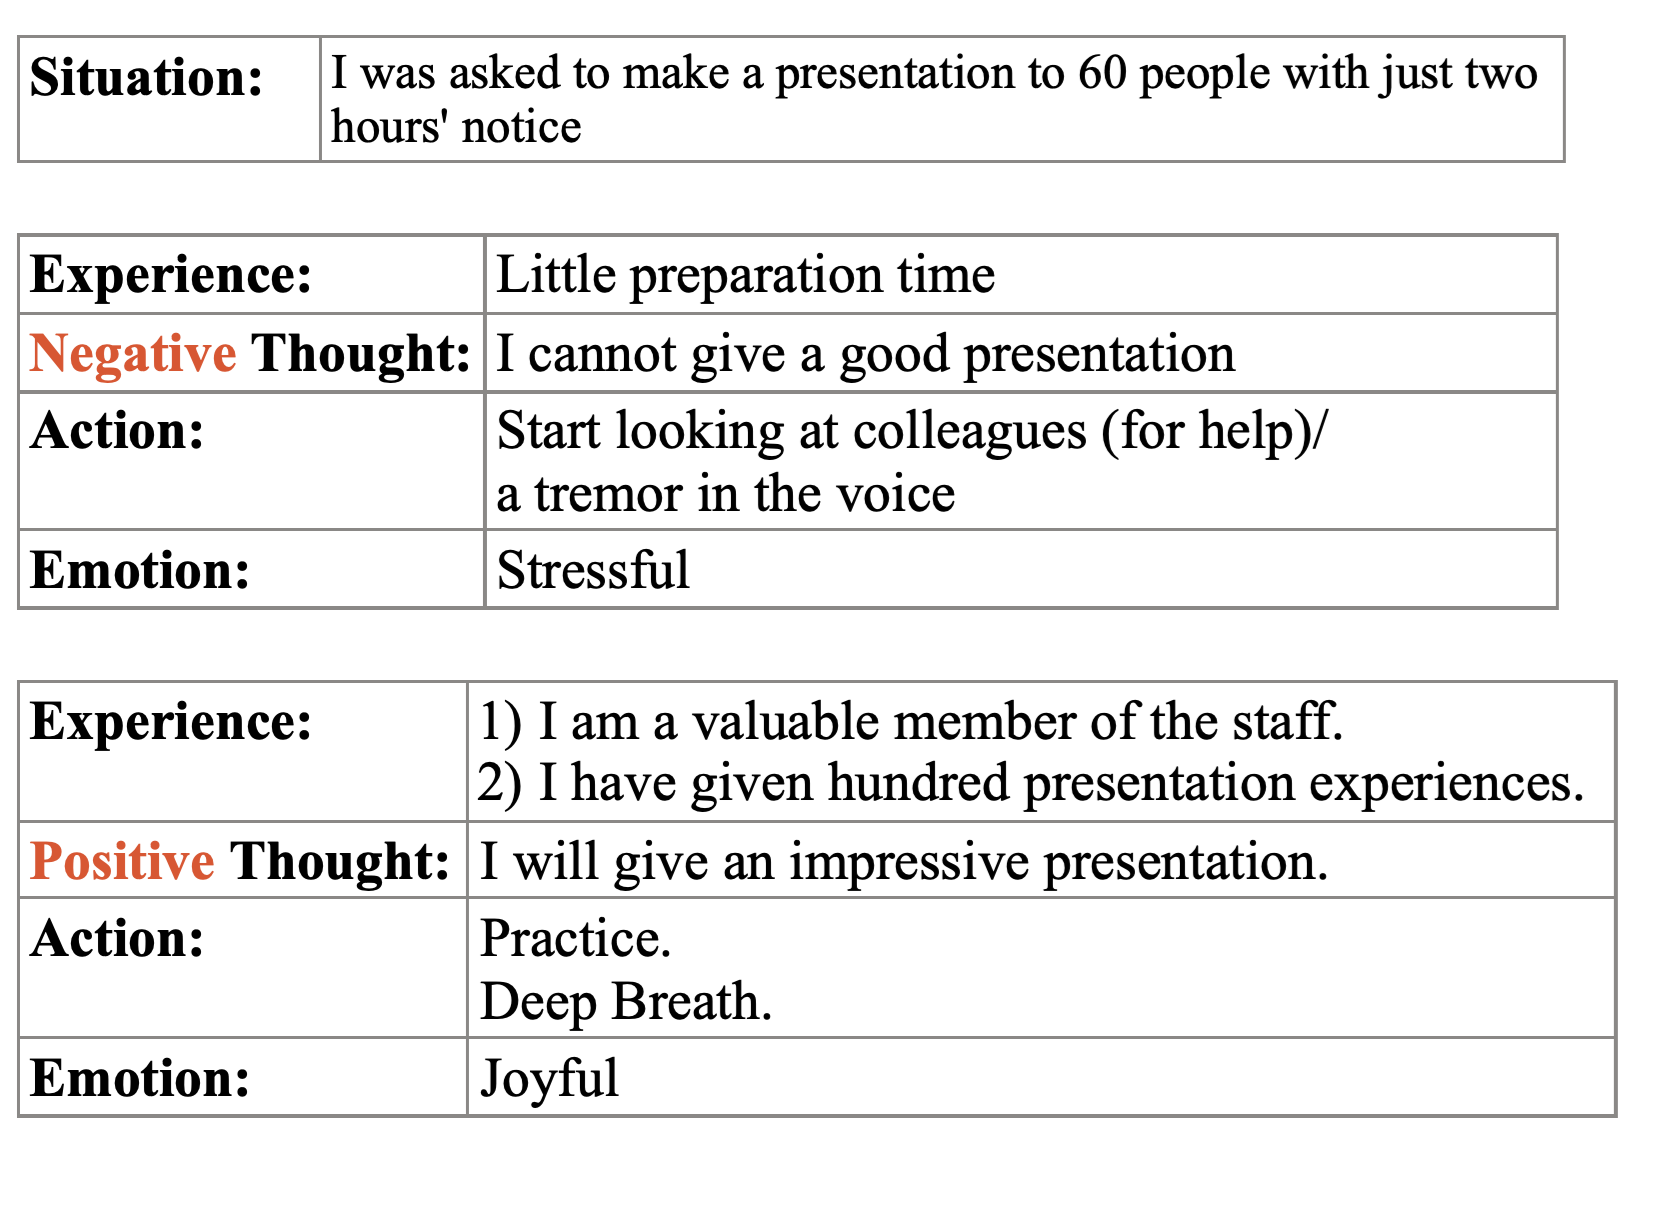 Situation: I was asked to make a presentation to 60 people with just two
hours' notice
Experience: Little preparation time
Negative Thought: I cannot give a good presentation
Action: Start looking at colleagues (for help)/
a tremor in the voice
Emotion: Stressful
Experience: 1) I am a valuable member of the staff.
2) I have given hundred presentation experiences.
Positive Thought: I will give an impressive presentation.
Action: Practice.
Deep Breath.
Emotion: Joyful